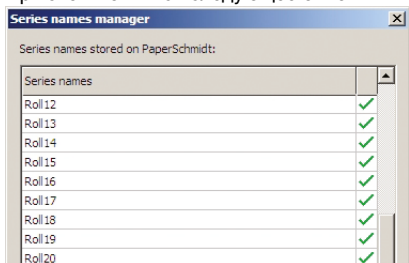 Series names manager
Series names stored on PaperSchmidt:
Series names
Roll12
Roll13
Roll14
Roll15
Roll16
Roll17
Roll18
Roll19
Roll20